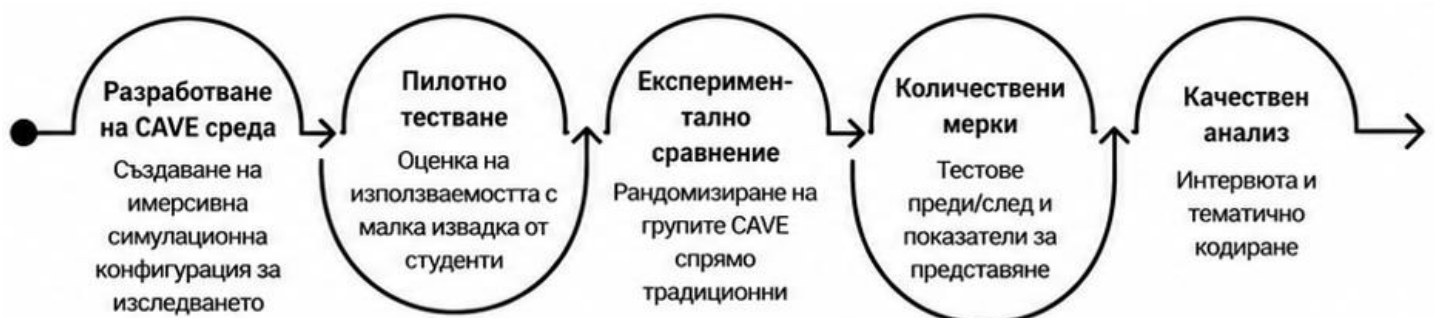 Разработване
на CAVE среда
Създаване на
имерсивна
симулационна
конфигурация за
изследването
Пилотно
тестване
Оценка на
използваемостта с
малка извадка от
студенти
Експеримен-
тално
сравнение
Рандомизиране на
групите CAVE
спрямо
традиционни
Количествени
мерки
Тестове
преди/след и
показатели за
представяне
Качествен
анализ
Интервюта и
тематично
кодиране